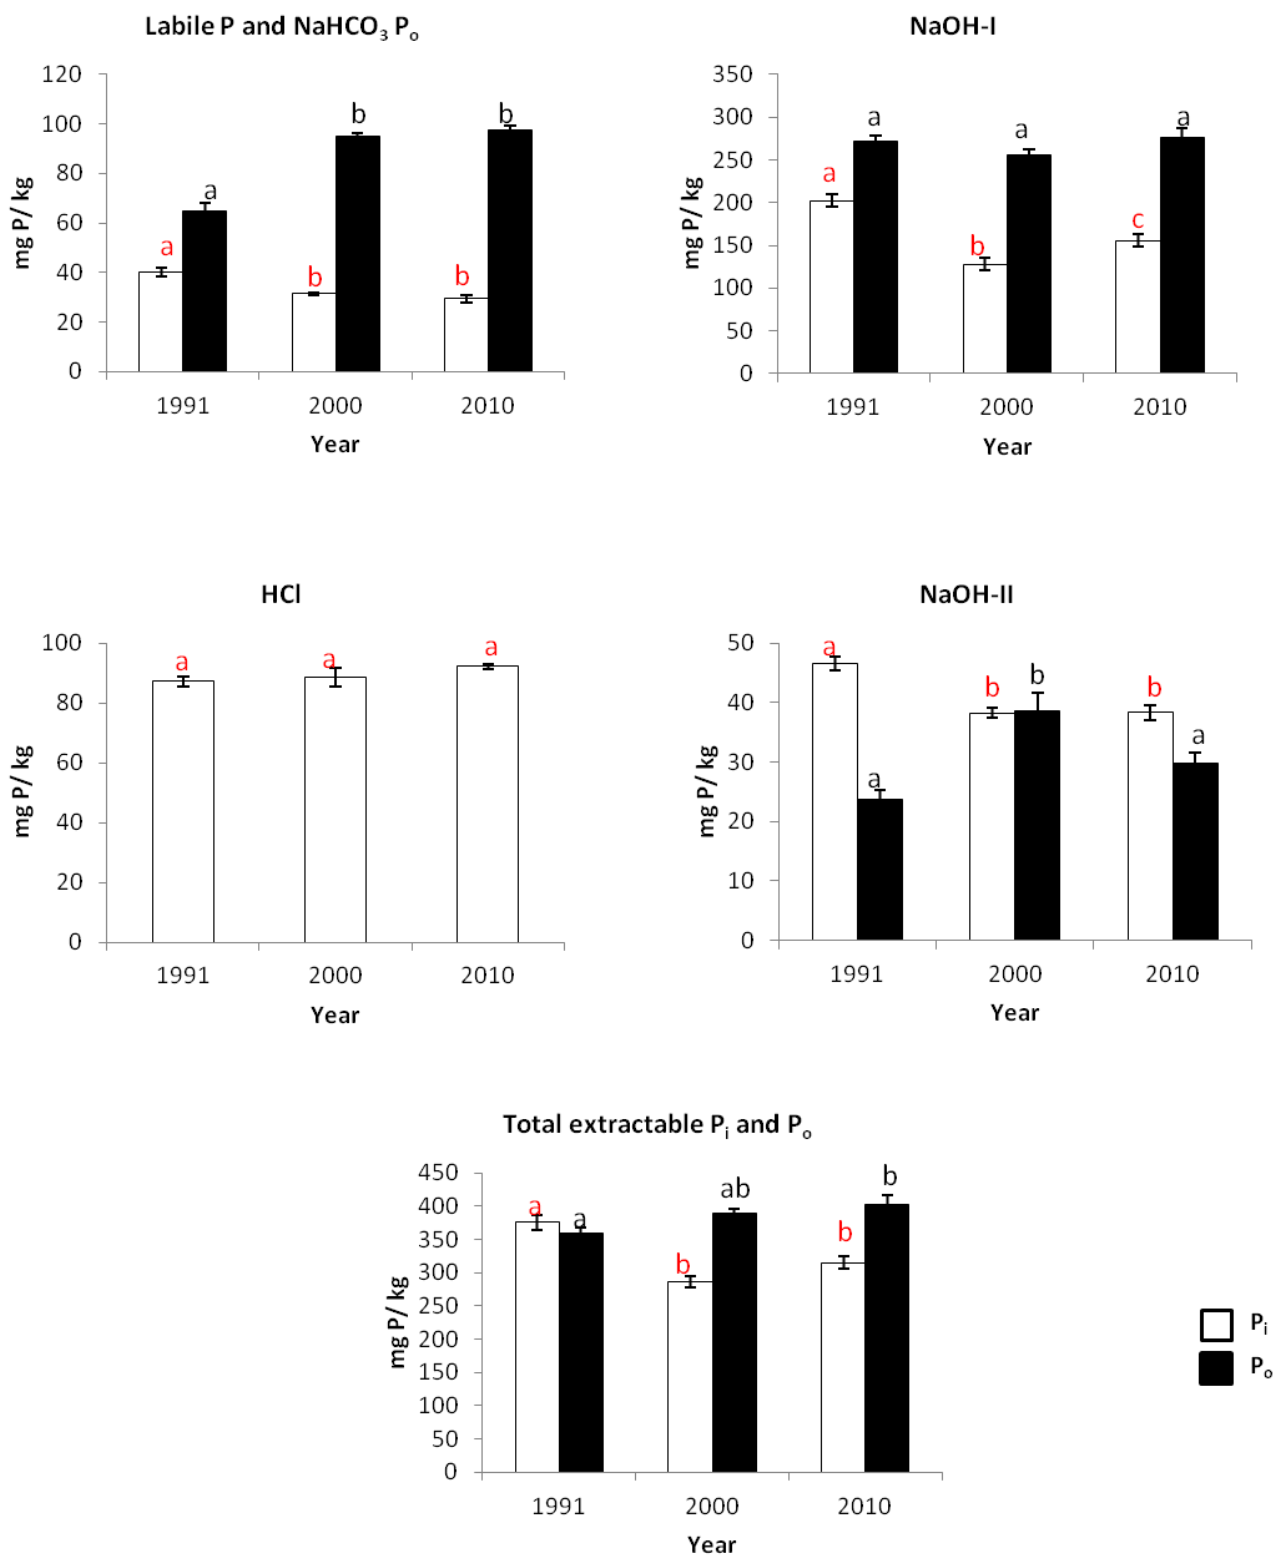 Labile P and NaHCO₃ Pₒ
mg P/ kg
120
100
80
60
40
20
0
a a
b b
b b
1991 2000 2010
Year
NaOH-I
mg P/ kg
350
300
250
200
150
100
50
0
a a
b a
c a
1991 2000 2010
Year
HCl
mg P/ kg
100
80
60
40
20
0
a a a
1991 2000 2010
Year
NaOH-II
mg P/ kg
50
40
30
20
10
0
a a
b b
b a
1991 2000 2010
Year
Total extractable Pᵢ and Pₒ
mg P/ kg
450
400
350
300
250
200
150
100
50
0
a a
b ab
b b
1991 2000 2010
Year
Pᵢ
Pₒ